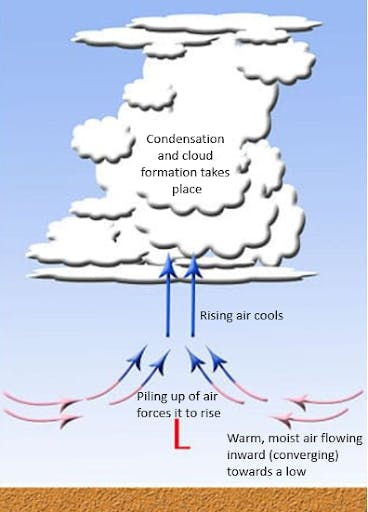 Condensation
and cloud
formation takes
place
Rising air cools
Piling up of air
forces it to rise
L
Warm, moist air flowing
inward (converging)
towards a low